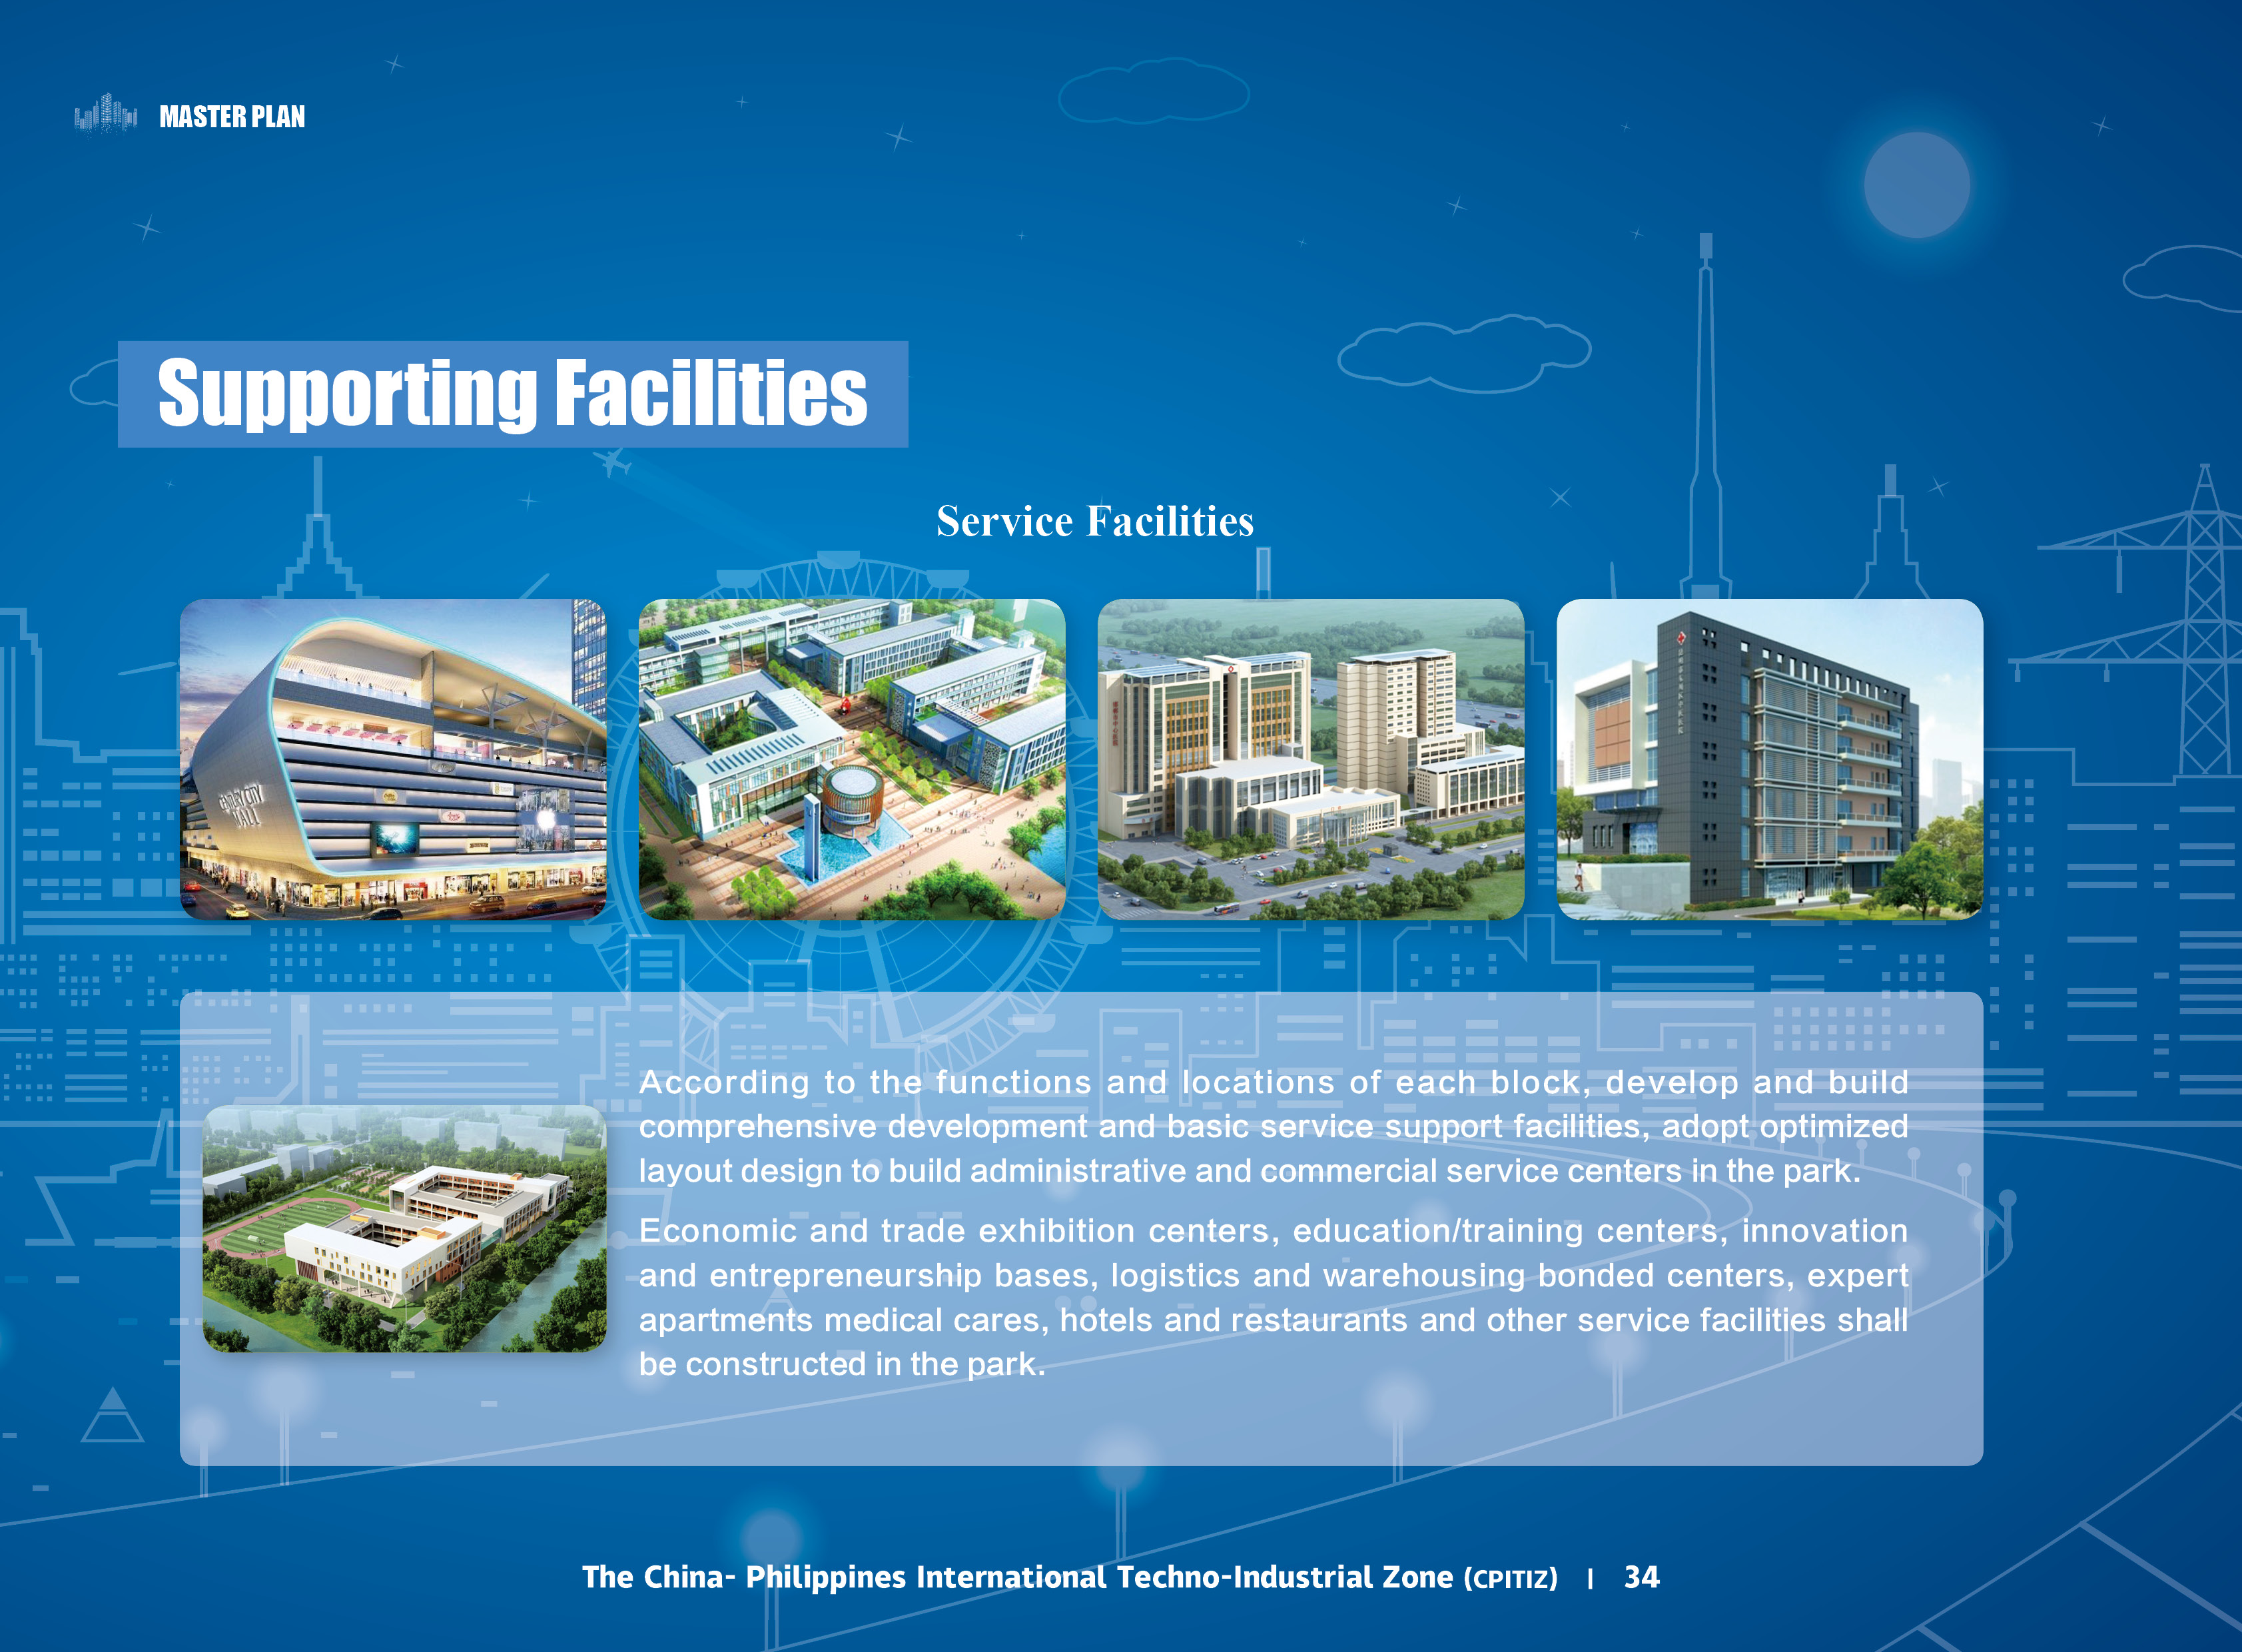 MASTER PLAN
Supporting Facilities
Service Facilities
CENTURY CITY
MALL
According to the functions and locations of each block, develop and build
comprehensive development and basic service support facilities, adopt optimized
layout design to build administrative and commercial service centers in the park.
Economic and trade exhibition centers, education/training centers, innovation
and entrepreneurship bases, logistics and warehousing bonded centers, expert
apartments medical cares, hotels and restaurants and other service facilities shall
be constructed in the park.
The China- Philippines International Techno-Industrial Zone (CPITIZ) | 34